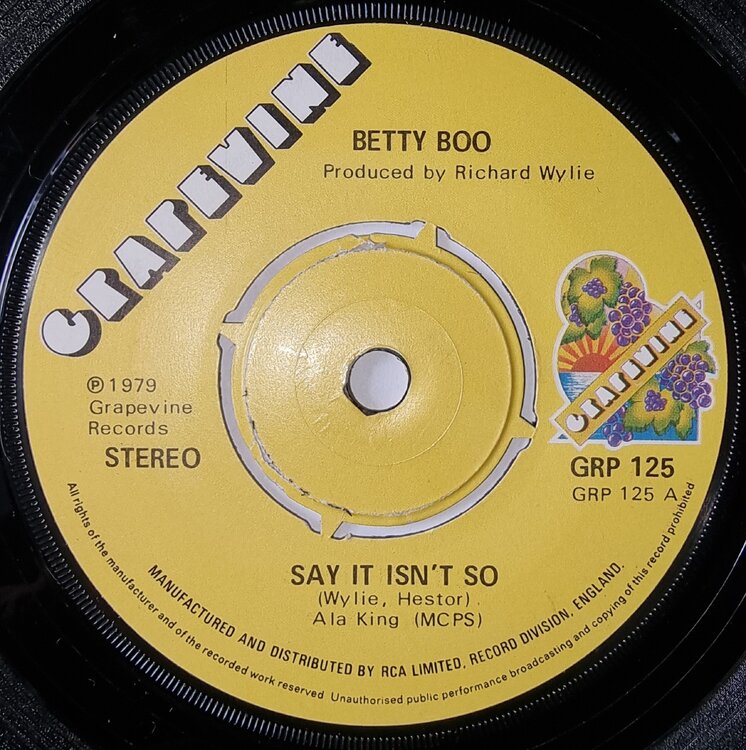 GRAPEVINE
BETTY BOO
Produced by Richard Wylie
℗ 1979
Grapevine
Records
STEREO
GRAPEVINE
GRP 125
GRP 125 A
SAY IT ISN'T SO
(Wylie, Hestor).
Ala King (MCPS)
MANUFACTURED AND DISTRIBUTED BY RCA LIMITED, RECORD DIVISION, ENGLAND.
All rights of the manufacturer and of the recorded work reserved Unauthorised public performance broadcasting and copying of this record prohibited